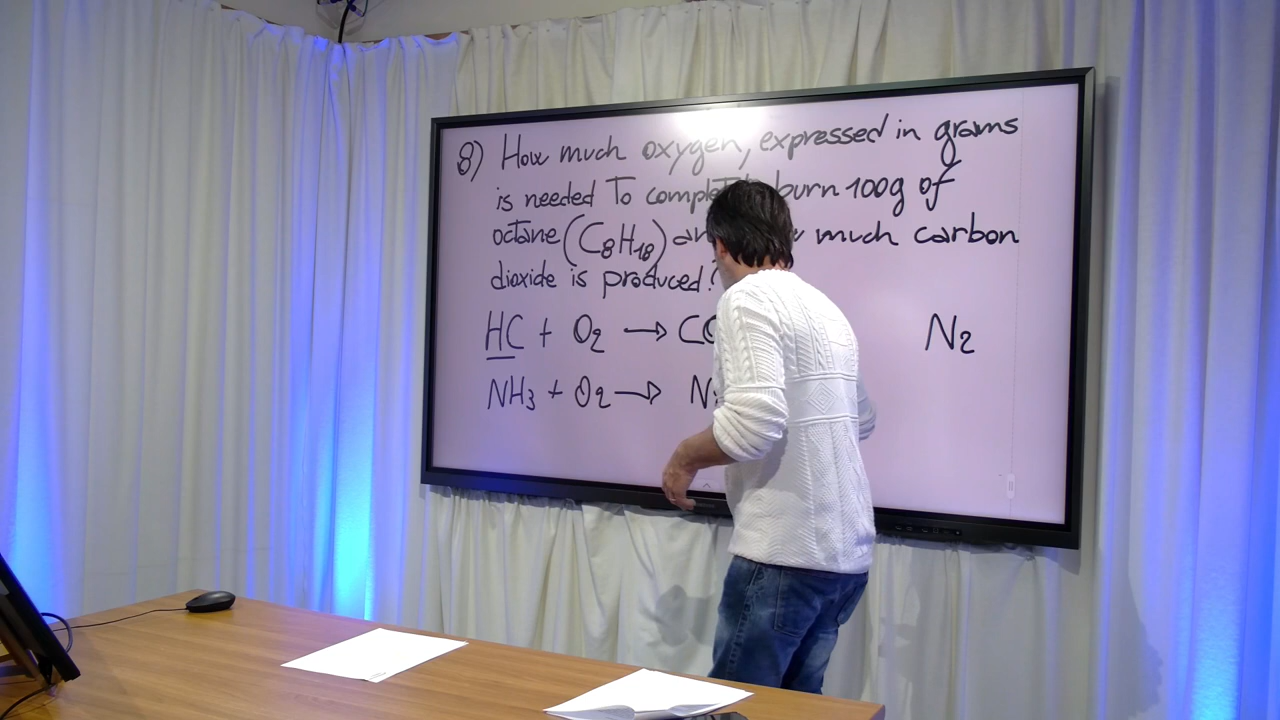 8) How much oxygen, expressed in grams
is needed to burn 100g of
octane (C8H18) much carbon
dioxide is produced?
HC + O2 → N2
NH3 + O2 →